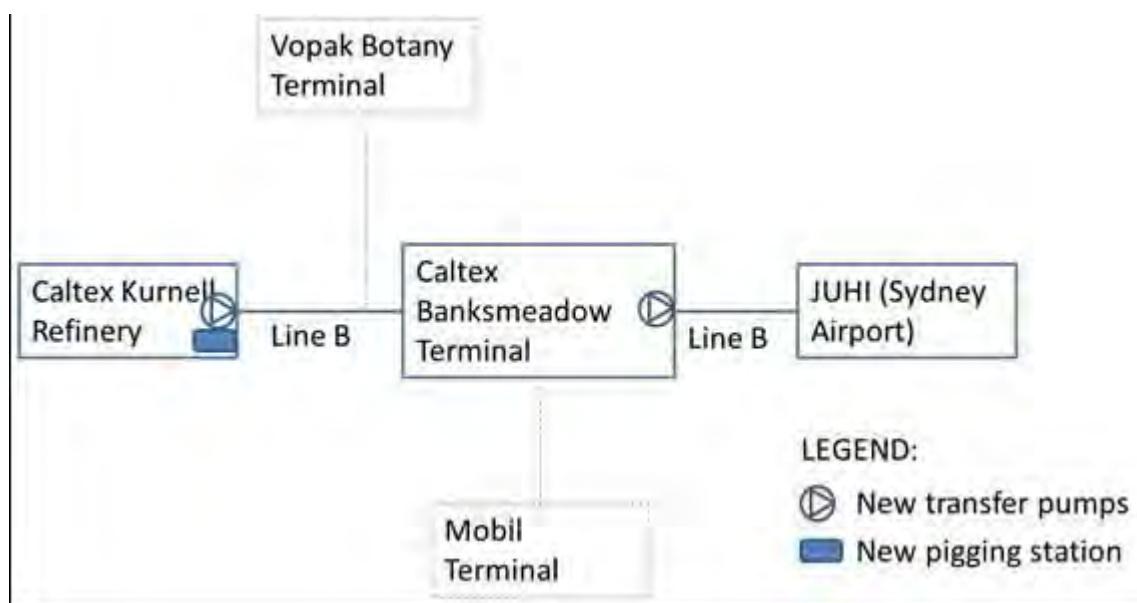 Vopak Botany
Terminal
Caltex Kurnell
Refinery
Line B
Caltex
Banksmeadow
Terminal
Line B
JUHI (Sydney
Airport)
Mobil
Terminal
LEGEND:
New transfer pumps
New pigging station